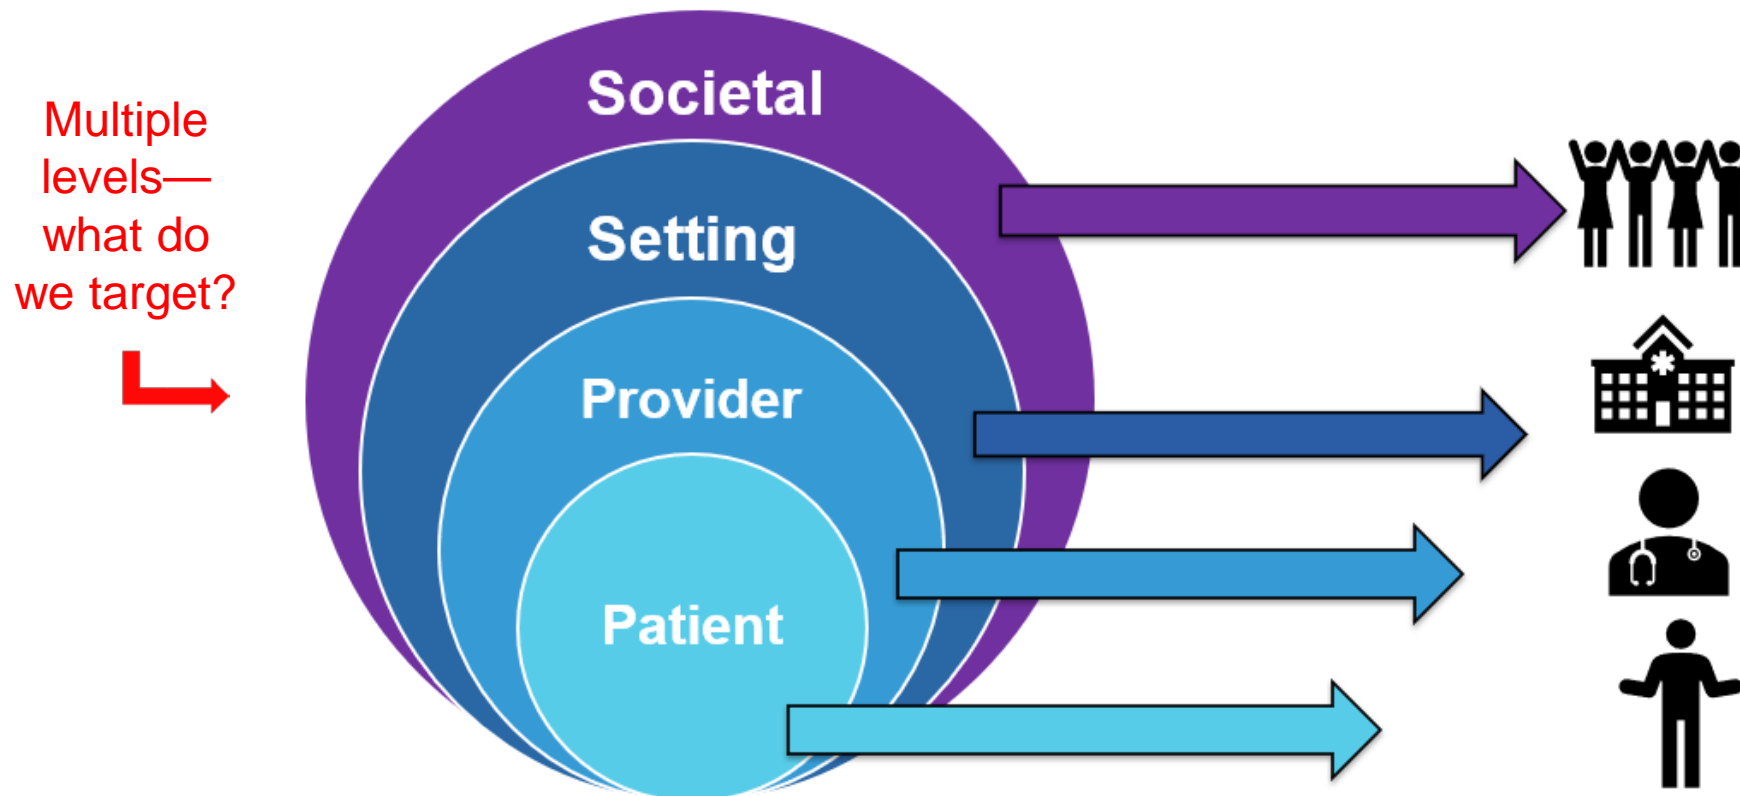 Multiple
levels—
what do
we target?
Societal
Setting
Provider
Patient